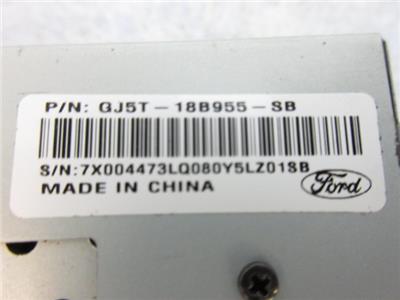 P/N: GJ5T-18B955-SB
S/N:7X004473LQ080Y5LZ01SB
MADE IN CHINA
Ford